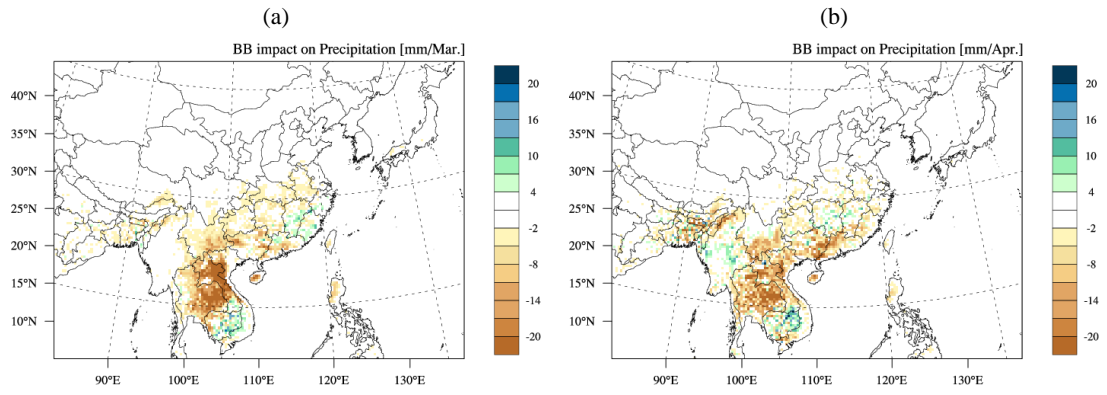 (a)
BB impact on Precipitation [mm/Mar.]
40°N
35°N
30°N
25°N
20°N
15°N
10°N
90°E
100°E
110°E
120°E
130°E
20
16
10
4
-2
-8
-14
-20
(b)
BB impact on Precipitation [mm/Apr.]
40°N
35°N
30°N
25°N
20°N
15°N
10°N
90°E
100°E
110°E
120°E
130°E
20
16
10
4
-2
-8
-14
-20